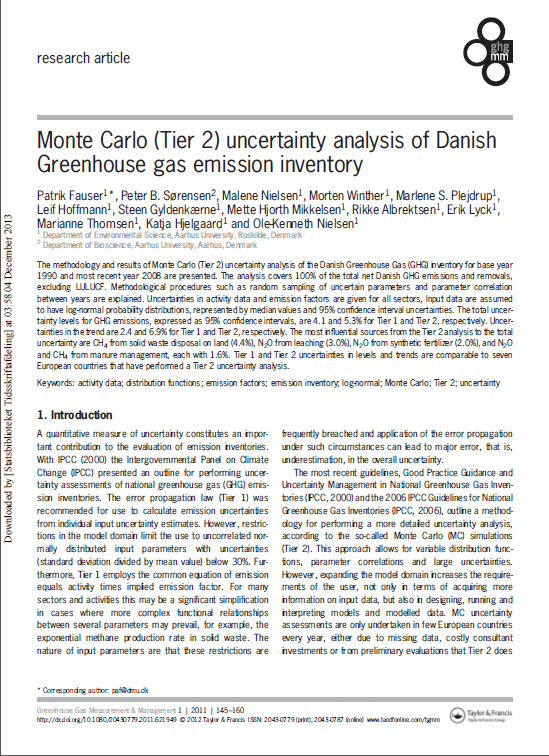 research article
ghg
mm
Monte Carlo (Tier 2) uncertainty analysis of Danish
Greenhouse gas emission inventory
Patrik Fauser1*, Peter B. Sørensen2, Malene Nielsen1, Morten Winther1, Marlene S. Plejdrup1,
Leif Hoffmann1, Steen Gyldenkærne1, Mette Hjorth Mikkelsen1, Rikke Albrektsen1, Erik Lyck1,
Marianne Thomsen1, Katja Hjelgaard1 and Ole-Kenneth Nielsen1
1 Department of Environmental Science, Aarhus University, Roskilde, Denmark
2 Department of Bioscience, Aarhus University, Aarhus, Denmark
The methodology and results of Monte Carlo (Tier 2) uncertainty analysis of the Danish Greenhouse Gas (GHG) inventory for base year
1990 and most recent year 2008 are presented. The analysis covers 100% of the total net Danish GHG emissions and removals,
excluding LULUCF. Methodological procedures such as random sampling of uncertain parameters and parameter correlation
between years are explained. Uncertainties in activity data and emission factors are given for all sectors, Input data are assumed
to have log-normal probability distributions, represented by median values and 95% confidence interval uncertainties. The total uncer-
tainty levels for GHG emissions, expressed as 95% confidence intervals, are 4.1 and 5.3% for Tier 1 and Tier 2, respectively. Uncer-
tainties in the trend are 2.4 and 6.9% for Tier 1 and Tier 2, respectively. The most influential sources from the Tier 2 analysis to the total
uncertainty are CH4 from solid waste disposal on land (4.4%), N2O from leaching (3.0%), N2O from synthetic fertilizer (2.0%), and N2O
and CH4 from manure management, each with 1.6%. Tier 1 and Tier 2 uncertainties in levels and trends are comparable to seven
European countries that have performed a Tier 2 uncertainty analysis.
Keywords: activity data; distribution functions; emission factors; emission inventory; log-normal; Monte Carlo; Tier 2; uncertainty
1. Introduction
A quantitative measure of uncertainty constitutes an impor-
tant contribution to the evaluation of emission inventories.
With IPCC (2000) the Intergovernmental Panel on Climate
Change (IPCC) presented an outline for performing uncer-
tainty assessments of national greenhouse gas (GHG) emis-
sion inventories. The error propagation law (Tier 1) was
recommended for use to calculate emission uncertainties
from individual input uncertainty estimates. However, restric-
tions in the model domain limit the use to uncorrelated nor-
mally distributed input parameters with uncertainties
(standard deviation divided by mean value) below 30%. Fur-
thermore, Tier 1 employs the common equation of emission
equals activity times implied emission factor. For many
sectors and activities this may be a significant simplification
in cases where more complex functional relationships
between several parameters may prevail, for example, the
exponential methane production rate in solid waste. The
nature of input parameters are that these restrictions are
frequently breached and application of the error propagation
under such circumstances can lead to major error, that is,
underestimation, in the overall uncertainty.
The most recent guidelines, Good Practice Guidance and
Uncertainty Management in National Greenhouse Gas Inven-
tories (IPCC, 2000) and the 2006 IPCC Guidelines for National
Greenhouse Gas Inventories (IPCC, 2006), outline a method-
ology for performing a more detailed uncertainty analysis,
according to the so-called Monte Carlo (MC) simulations
(Tier 2). This approach allows for variable distribution func-
tions, parameter correlations and large uncertainties.
However, expanding the model domain increases the require-
ments of the user, not only in terms of acquiring more
information on input data, but also in designing, running and
interpreting models and modelled data. MC uncertainty
assessments are only undertaken in few European countries
every year, either due to missing data, costly consultant
investments or from preliminary evaluations that Tier 2 does
* Corresponding author: paf@dmu.dk
Greenhouse Gas Measurement & Management 1 | 2011 | 145–160
http://dx.doi.org/10.1080/20430779.2011.621949 © 2012 Taylor & Francis ISSN: 2043-0779 (print), 2043-0787 (online) www.tandfonline.com/tgmm
Taylor & Francis
Taylor & Francis Group
Downloaded by [Statsbiblioteket Tidsskriftafdeling] at 03:58 04 December 2013